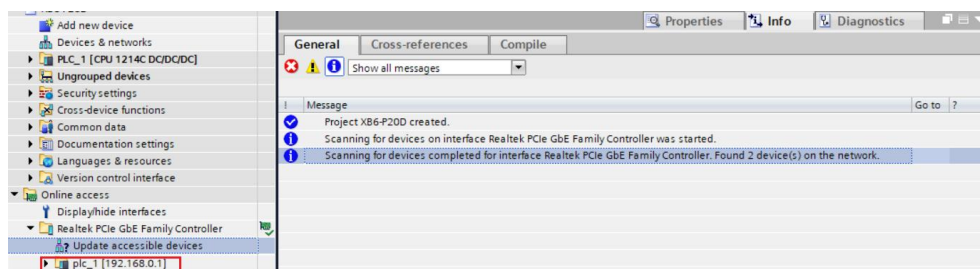 Add new device
Devices & networks
PLC_1 [CPU 1214C DC/DC/DC]
Ungrouped devices
Security settings
Cross-device functions
Common data
Documentation settings
Languages & resources
Version control interface
Online access
Display/hide interfaces
Realtek PCIe GbE Family Controller
Update accessible devices
plc_1 [192.168.0.1]
Properties Info Diagnostics
General Cross-references Compile
Show all messages
! Message Go to ?
Project XB6-P20D created.
Scanning for devices on interface Realtek PCIe GbE Family Controller was started.
Scanning for devices completed for interface Realtek PCIe GbE Family Controller. Found 2 device(s) on the network.